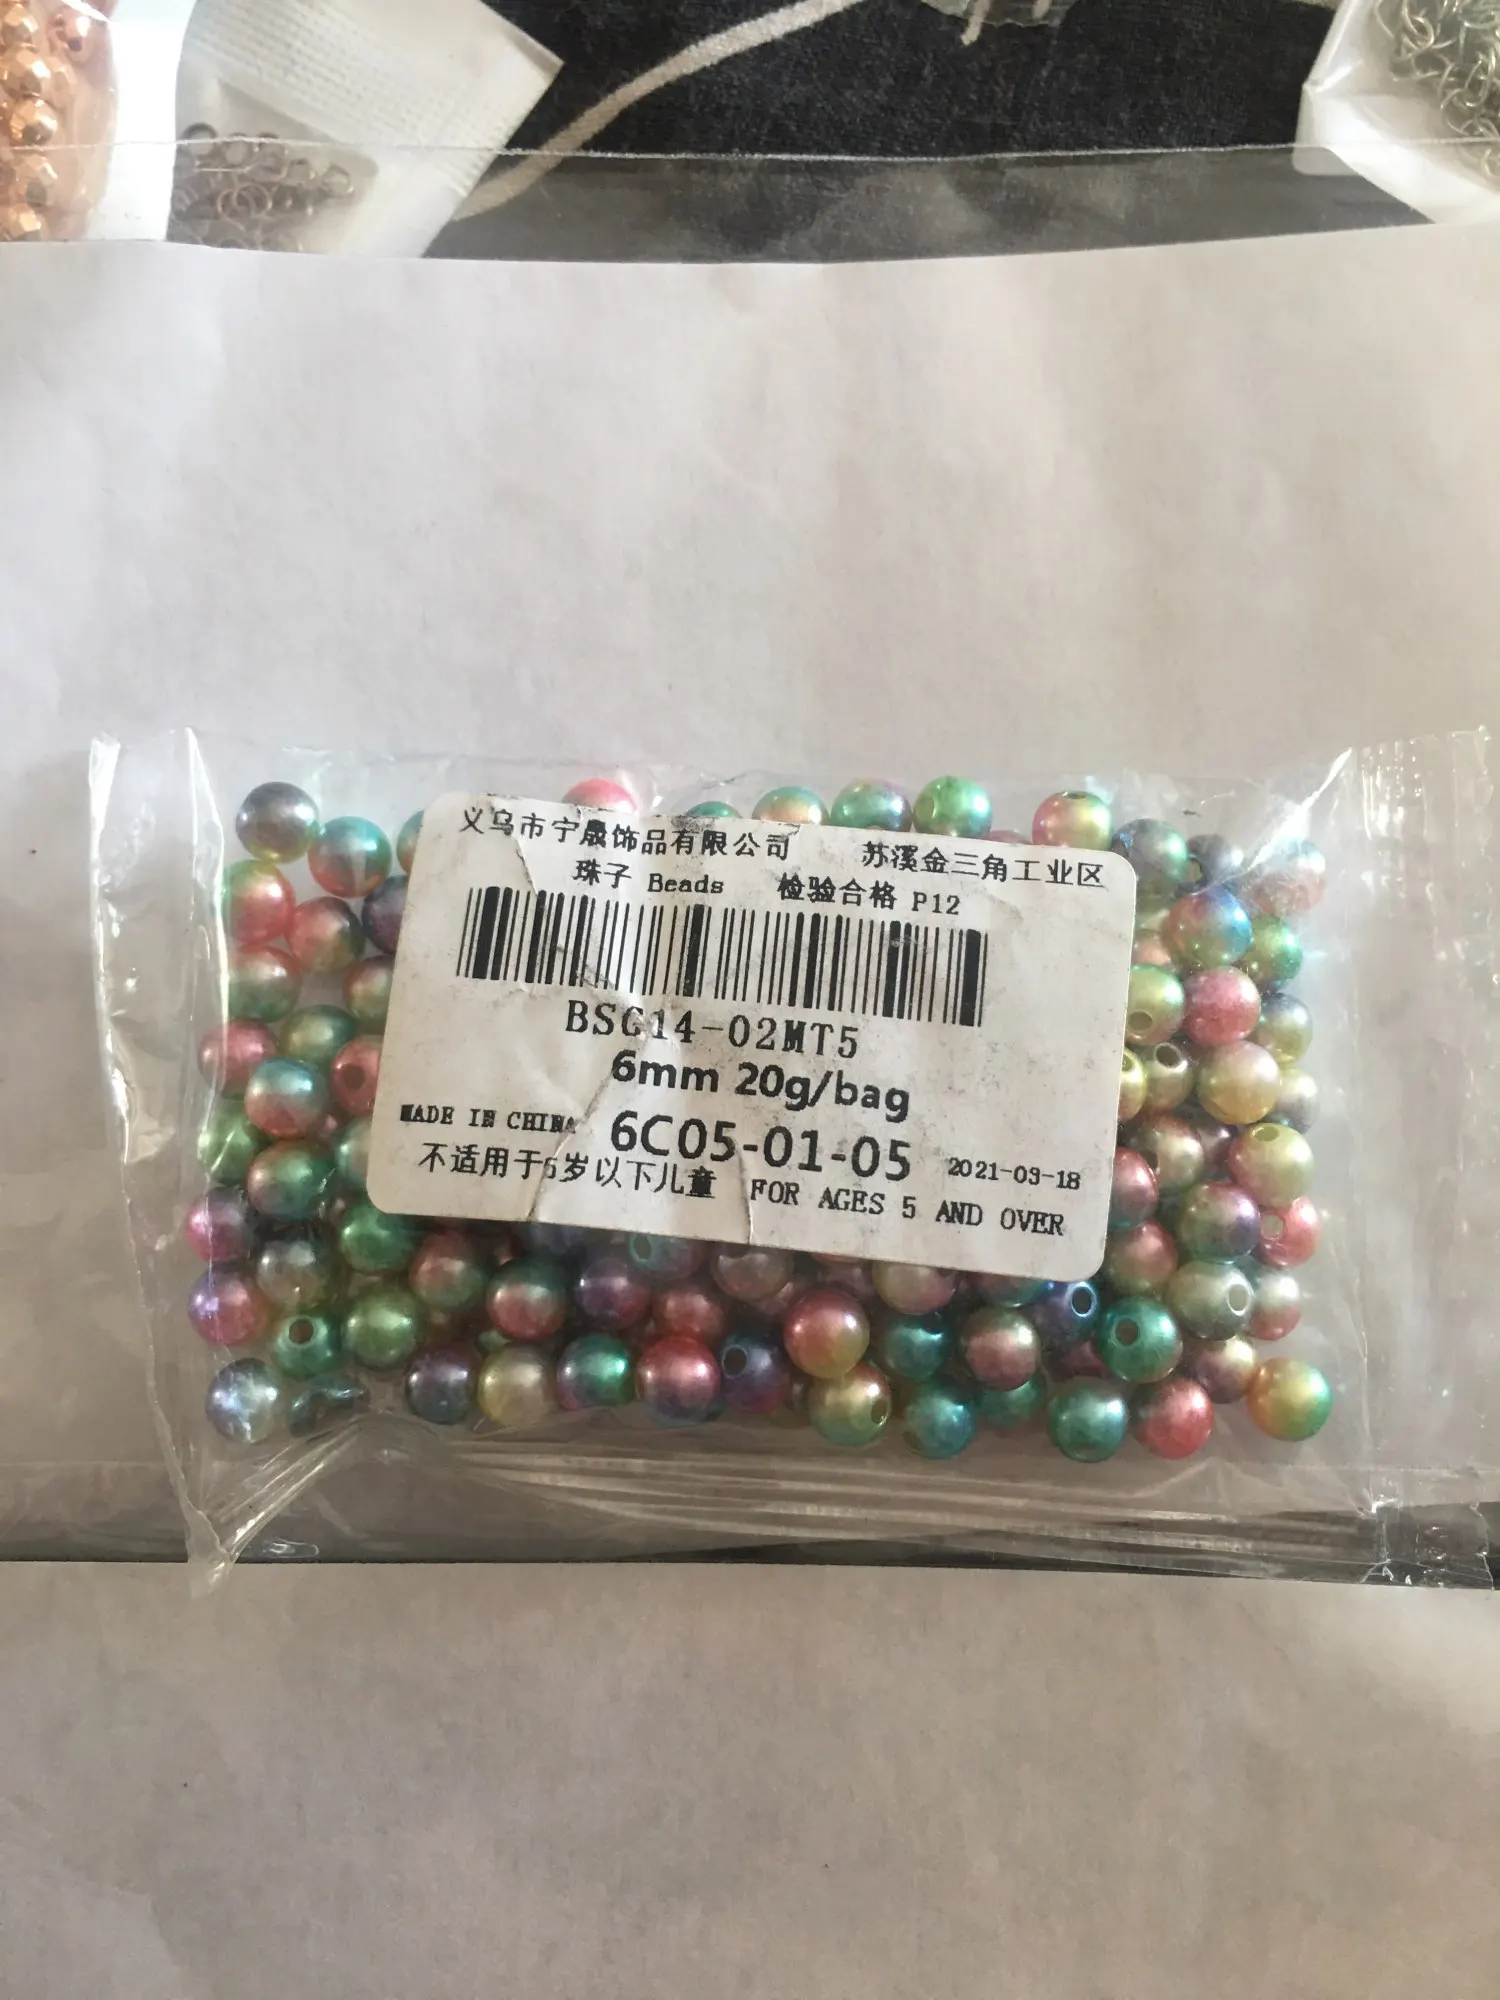 义乌市宁晟饰品有限公司 苏溪金三角工业区
珠子 Beads 检验合格 P12
BSG14-02MT5
6mm 20g/bag
MADE IN CHINA 6C05-01-05 2021-03-18
不适用于5岁以下儿童 FOR AGES 5 AND OVER